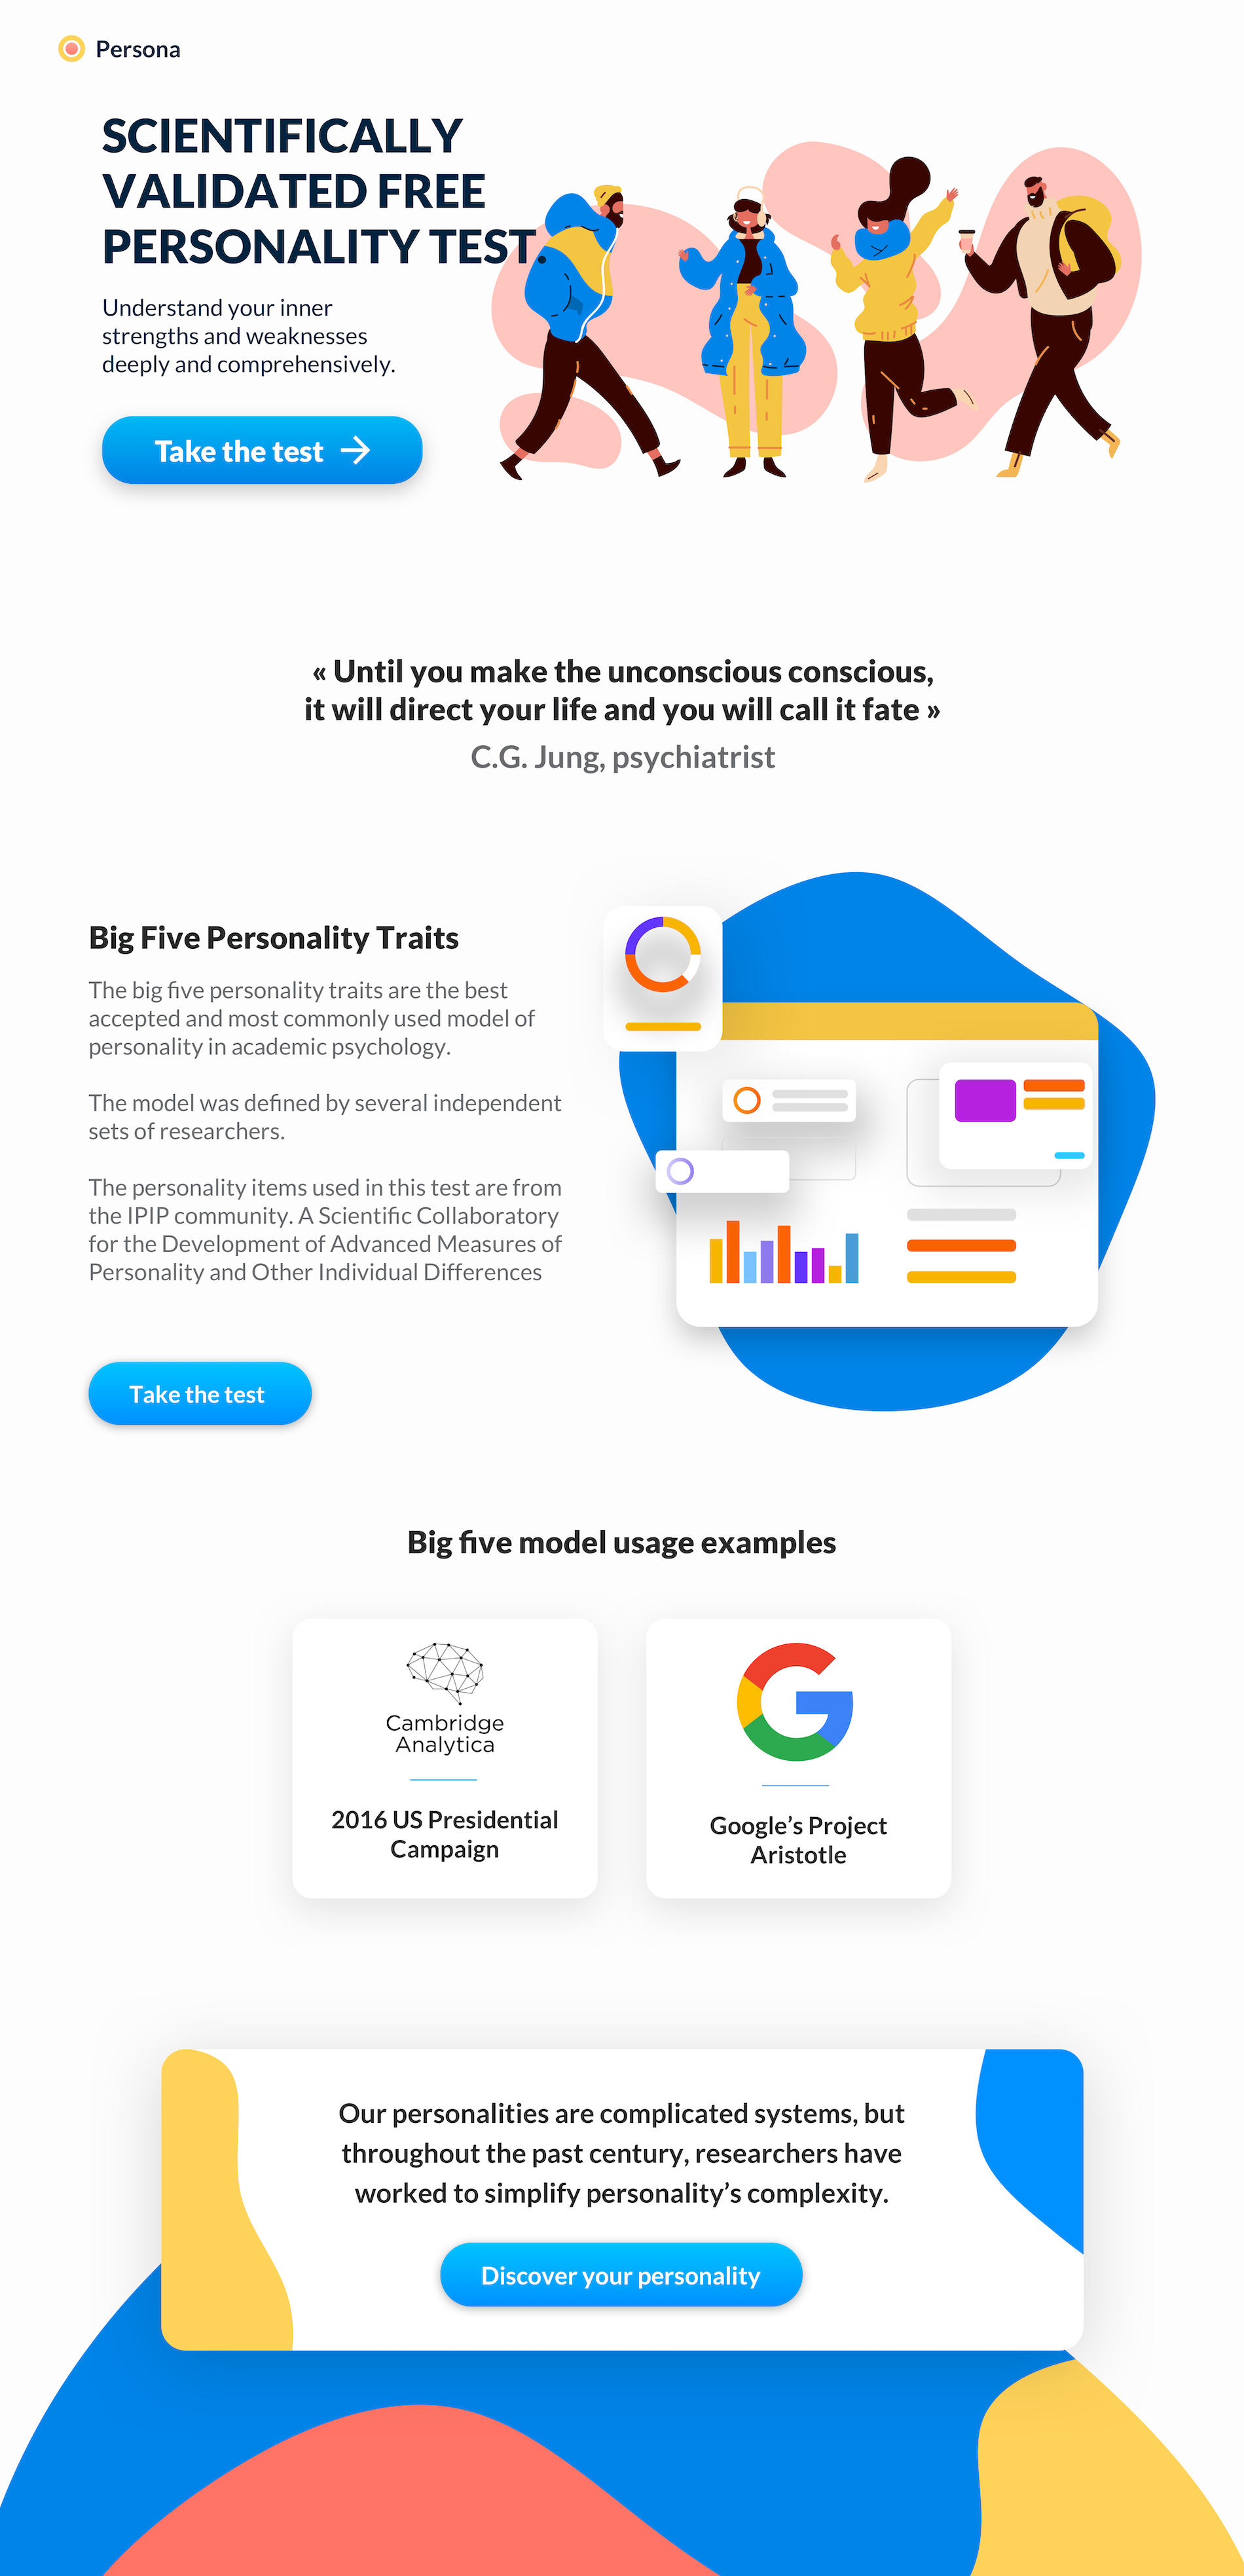 Persona
SCIENTIFICALLY
VALIDATED FREE
PERSONALITY TEST.
Understand your inner
strengths and weaknesses
deeply and comprehensively.
Take the test →
« Until you make the unconscious conscious,
it will direct your life and you will call it fate »
C.G. Jung, psychiatrist
Big Five Personality Traits
The big five personality traits are the best
accepted and most commonly used model of
personality in academic psychology.
The model was defined by several independent
sets of researchers.
The personality items used in this test are from
the IPIP community. A Scientific Collaboratory
for the Development of Advanced Measures of
Personality and Other Individual Differences
Take the test
Big five model usage examples
Cambridge
Analytica
2016 US Presidential
Campaign
G
Google’s Project
Aristotle
Our personalities are complicated systems, but
throughout the past century, researchers have
worked to simplify personality’s complexity.
Discover your personality